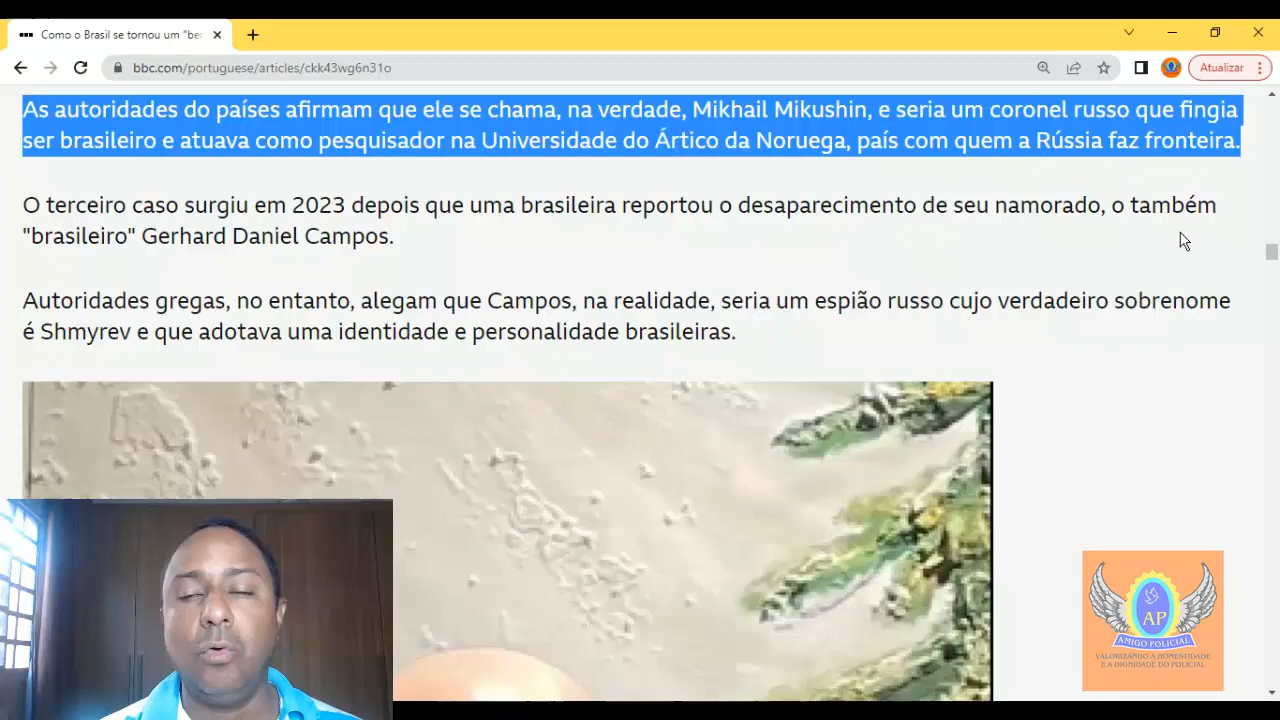 Como o Brasil se tornou um "ber
bbc.com/portuguese/articles/ckk43wg6n31o
Atualizar
As autoridades do países afirmam que ele se chama, na verdade, Mikhail Mikushin, e seria um coronel russo que fingia
ser brasileiro e atuava como pesquisador na Universidade do Ártico da Noruega, país com quem a Rússia faz fronteira.
O terceiro caso surgiu em 2023 depois que uma brasileira reportou o desaparecimento de seu namorado, o também
"brasileiro" Gerhard Daniel Campos.
Autoridades gregas, no entanto, alegam que Campos, na realidade, seria um espião russo cujo verdadeiro sobrenome
é Shmyrev e que adotava uma identidade e personalidade brasileiras.
AP
AMIGO POLICIAL
VALORIZANDO A HONESTIDADE
E A DIGNIDADE DO POLICIAL